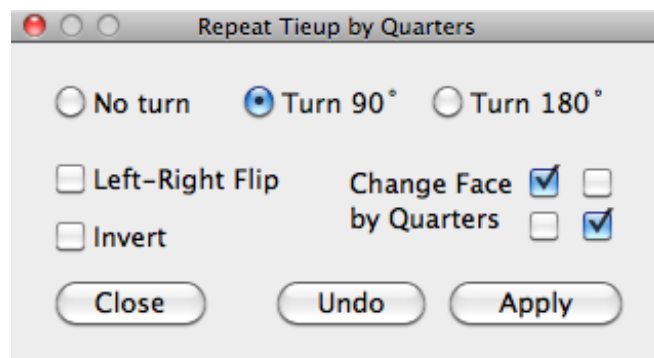 Repeat Tieup by Quarters
No turn Turn 90° Turn 180°
Left-Right Flip Change Face
by Quarters
Invert
Close Undo Apply